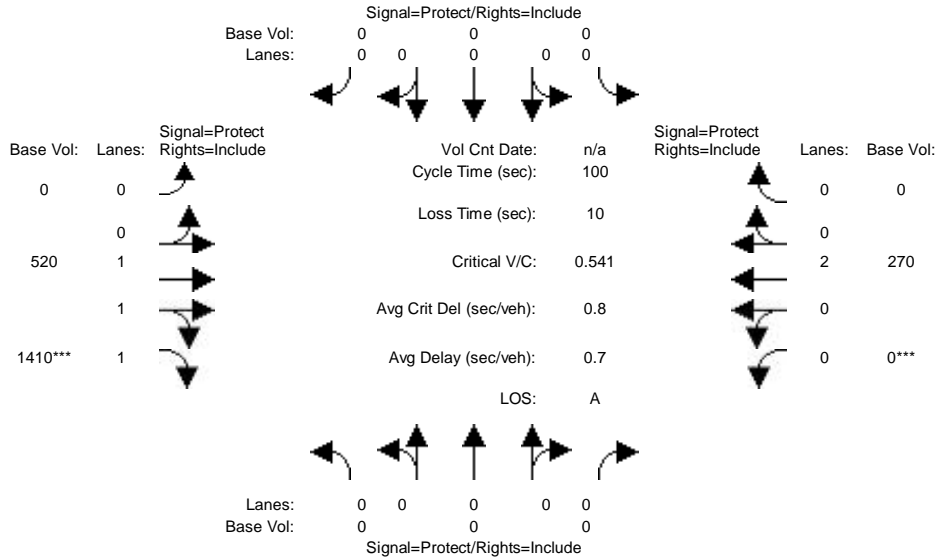 Signal=Protect/Rights=Include
Base Vol: 0 0 0
Lanes: 0 0 0 0 0
Signal=Protect
Base Vol: Lanes: Rights=Include
Vol Cnt Date: n/a
Signal=Protect
Rights=Include Lanes: Base Vol:
Cycle Time (sec): 100
0 0
0 0
Loss Time (sec): 10
0
0
520 1
Critical V/C: 0.541
2 270
1
Avg Crit Del (sec/veh): 0.8
0
1410*** 1
Avg Delay (sec/veh): 0.7
0 0***
LOS: A
Lanes: 0 0 0 0 0
Base Vol: 0 0 0
Signal=Protect/Rights=Include